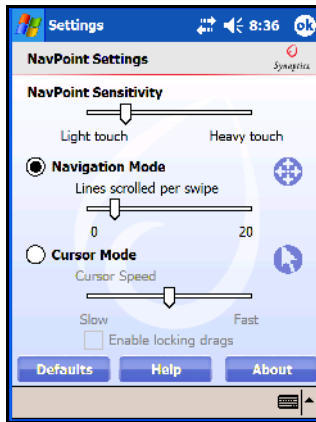 Settings 8:36 ok
NavPoint Settings Synaptics
NavPoint Sensitivity
Light touch Heavy touch
Navigation Mode
Lines scrolled per swipe
0 20
Cursor Mode
Cursor Speed
Slow Fast
Enable locking drags
Defaults Help About